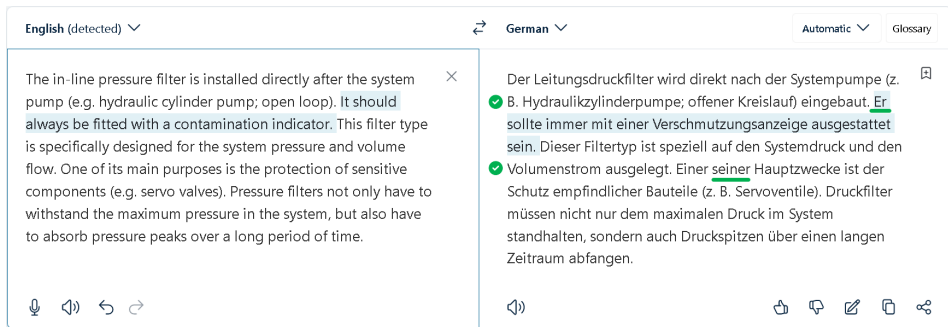 English (detected)
German
Automatic
Glossary
The in-line pressure filter is installed directly after the system
pump (e.g. hydraulic cylinder pump; open loop). It should
always be fitted with a contamination indicator. This filter type
is specifically designed for the system pressure and volume
flow. One of its main purposes is the protection of sensitive
components (e.g. servo valves). Pressure filters not only have to
withstand the maximum pressure in the system, but also have
to absorb pressure peaks over a long period of time.
Der Leitungsdruckfilter wird direkt nach der Systempumpe (z.
B. Hydraulikzylinderpumpe; offener Kreislauf) eingebaut. Er
sollte immer mit einer Verschmutzungsanzeige ausgestattet
sein. Dieser Filtertyp ist speziell auf den Systemdruck und den
Volumenstrom ausgelegt. Einer seiner Hauptzwecke ist der
Schutz empfindlicher Bauteile (z. B. Servoventile). Druckfilter
müssen nicht nur dem maximalen Druck im System
standhalten, sondern auch Druckspitzen über einen langen
Zeitraum abfangen.